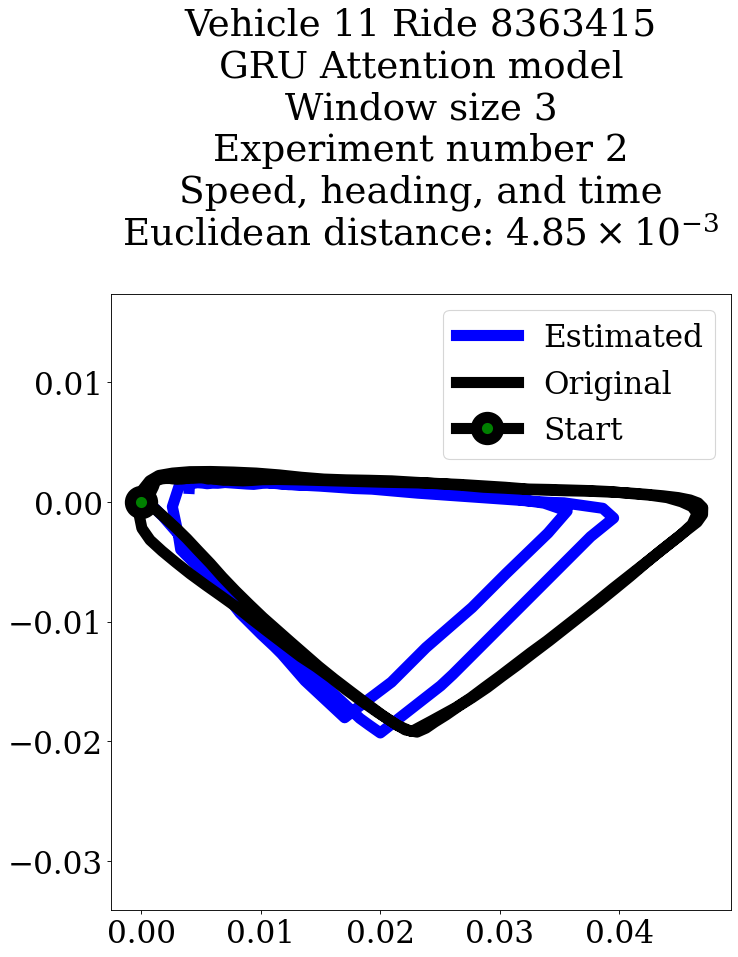 Vehicle 11 Ride 8363415
GRU Attention model
Window size 3
Experiment number 2
Speed, heading, and time
Euclidean distance: 4.85 × 10⁻³
Estimated
Original
Start
0.01
0.00
−0.01
−0.02
−0.03
0.00 0.01 0.02 0.03 0.04